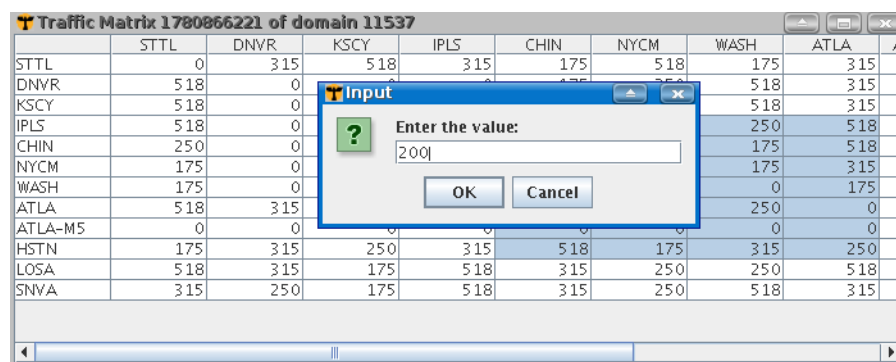 Traffic Matrix 1780866221 of domain 11537
STTL DNVR KSCY IPLS CHIN NYCM WASH ATLA
STTL 0 315 518 315 175 518 175 315
DNVR 518 0 518 315
KSCY 518 0 518 315
IPLS 518 0 250 518
CHIN 250 0 175 518
NYCM 175 0 175 315
WASH 175 0 0 175
ATLA 518 315 250 0
ATLA-M5 0 0 0 0
HSTN 175 315 250 315 518 175 315 250
LOSA 518 315 175 518 315 250 250 518
SNVA 315 250 175 518 315 250 518 315
Input
?
Enter the value:
200
OK Cancel